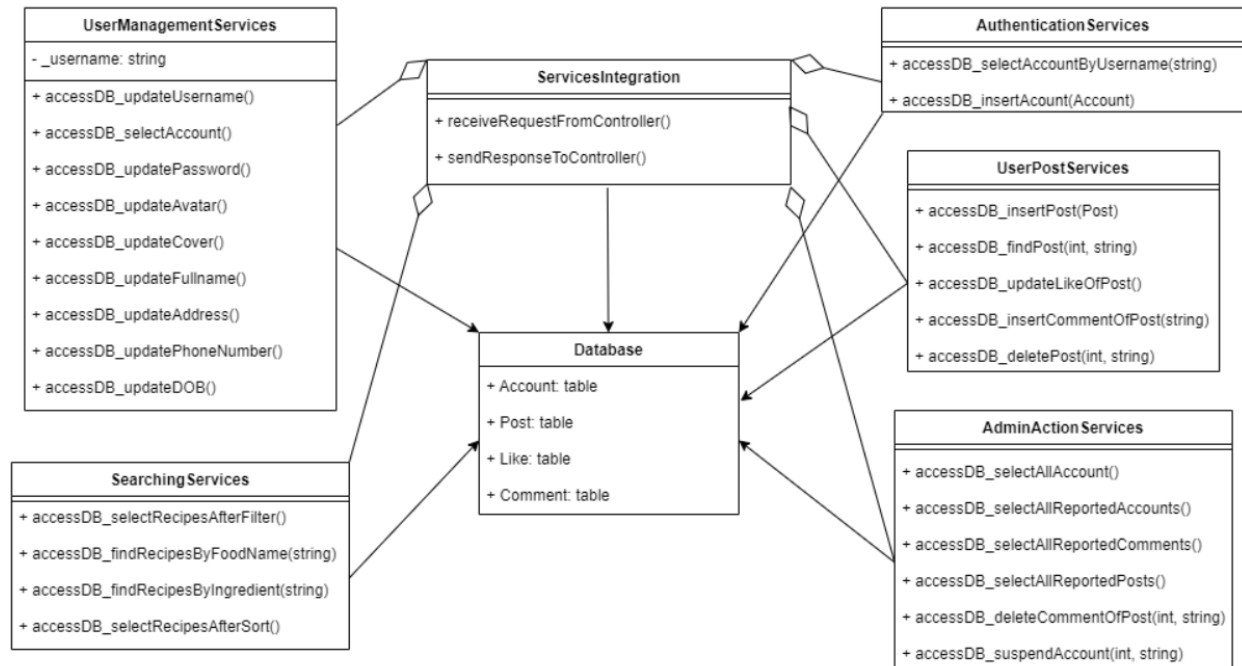 UserManagementServices
- _username: string
+ accessDB_updateUsername()
+ accessDB_selectAccount()
+ accessDB_updatePassword()
+ accessDB_updateAvatar()
+ accessDB_updateCover()
+ accessDB_updateFullname()
+ accessDB_updateAddress()
+ accessDB_updatePhoneNumber()
+ accessDB_updateDOB()
ServicesIntegration
+ receiveRequestFromController()
+ sendResponseToController()
AuthenticationServices
+ accessDB_selectAccountByUsername(string)
+ accessDB_insertAcount(Account)
UserPostServices
+ accessDB_insertPost(Post)
+ accessDB_findPost(int, string)
+ accessDB_updateLikeOfPost()
+ accessDB_insertCommentOfPost(string)
+ accessDB_deletePost(int, string)
Database
+ Account: table
+ Post: table
+ Like: table
+ Comment: table
SearchingServices
+ accessDB_selectRecipesAfterFilter()
+ accessDB_findRecipesByFoodName(string)
+ accessDB_findRecipesByIngredient(string)
+ accessDB_selectRecipesAfterSort()
AdminActionServices
+ accessDB_selectAllAccount()
+ accessDB_selectAllReportedAccounts()
+ accessDB_selectAllReportedComments()
+ accessDB_selectAllReportedPosts()
+ accessDB_deleteCommentOfPost(int, string)
+ accessDB_suspendAccount(int, string)